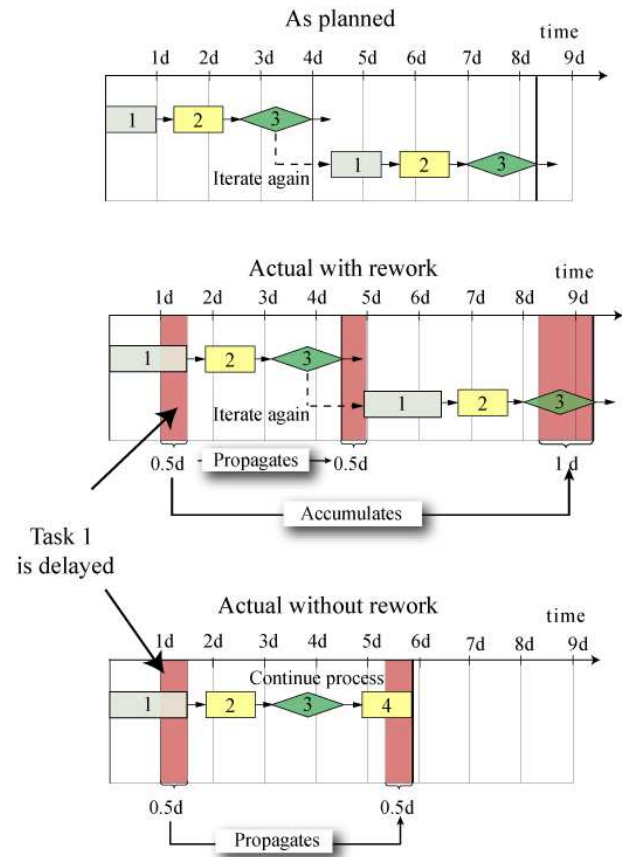 As planned
time
1d 2d 3d 4d 5d 6d 7d 8d 9d
1 2 3
Iterate again 1 2 3
Actual with rework
time
1d 2d 3d 4d 5d 6d 7d 8d 9d
1 2 3
Iterate again 1 2 3
0.5d Propagates 0.5d 1 d
Accumulates
Task 1
is delayed
Actual without rework
time
1d 2d 3d 4d 5d 6d 7d 8d 9d
Continue process
1 2 3 4
0.5d 0.5d
Propagates